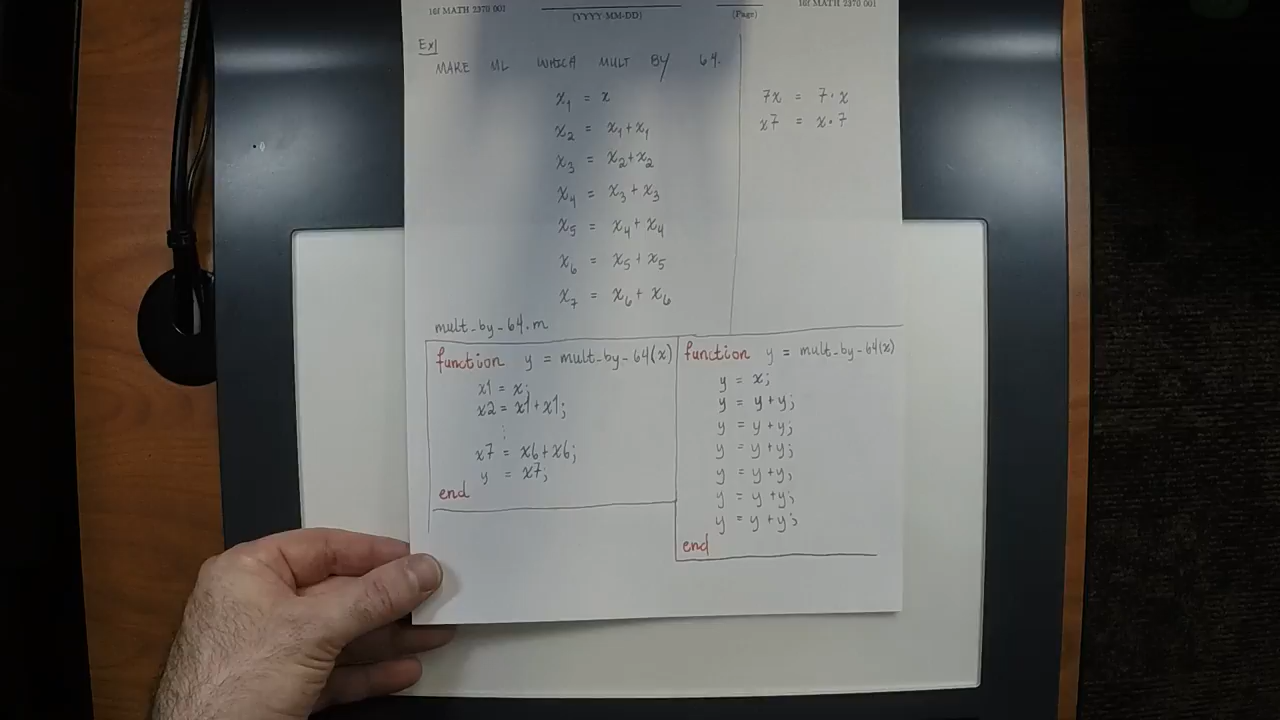 16f MATH 2370 001 (YYYY MM-DD) (Page) 16f MATH 2370 001
Ex1
MAKE ML WHICH MULT BY 64.
x₁ = x
x₂ = x₁+x₁
x₃ = x₂+x₂
x₄ = x₃+x₃
x₅ = x₄+x₄
x₆ = x₅+x₅
x₇ = x₆+x₆
7x = 7·x
x7 = x·7
mult_by_64.m
function y = mult_by_64(x)
x1 = x;
x2 = x1+x1;
⋮
x7 = x6+x6;
y = x7;
end
function y = mult_by_64(x)
y = x;
y = y+y;
y = y+y;
y = y+y;
y = y+y;
y = y+y;
y = y+y;
end